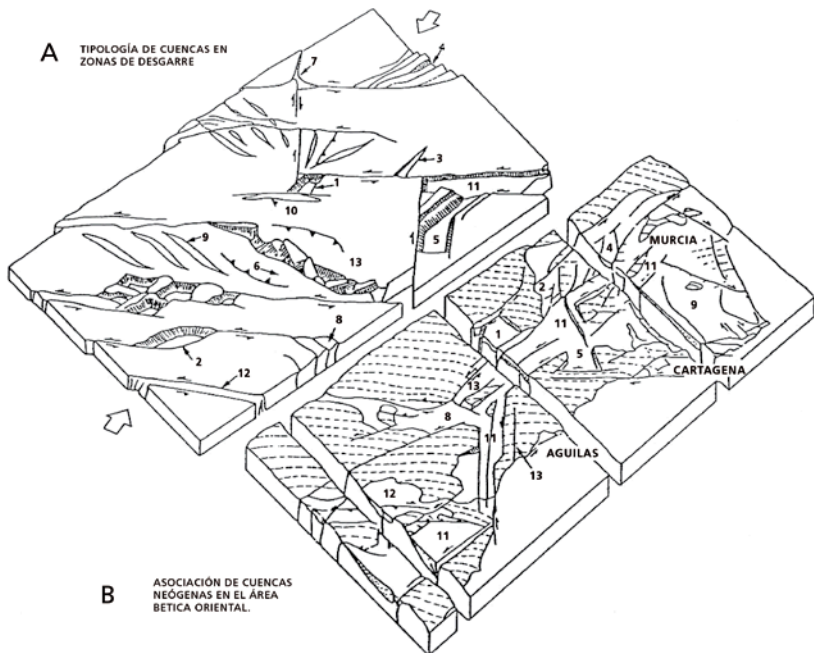 A
TIPOLOGÍA DE CUENCAS EN
ZONAS DE DESGARRE
7
4
3
1
11
10
5
9
6
13
8
2
12
MURCIA
4
11
2
9
11
1
5
CARTAGENA
13
8
11
AGUILAS
13
12
11
B
ASOCIACIÓN DE CUENCAS
NEÓGENAS EN EL ÁREA
BETICA ORIENTAL.